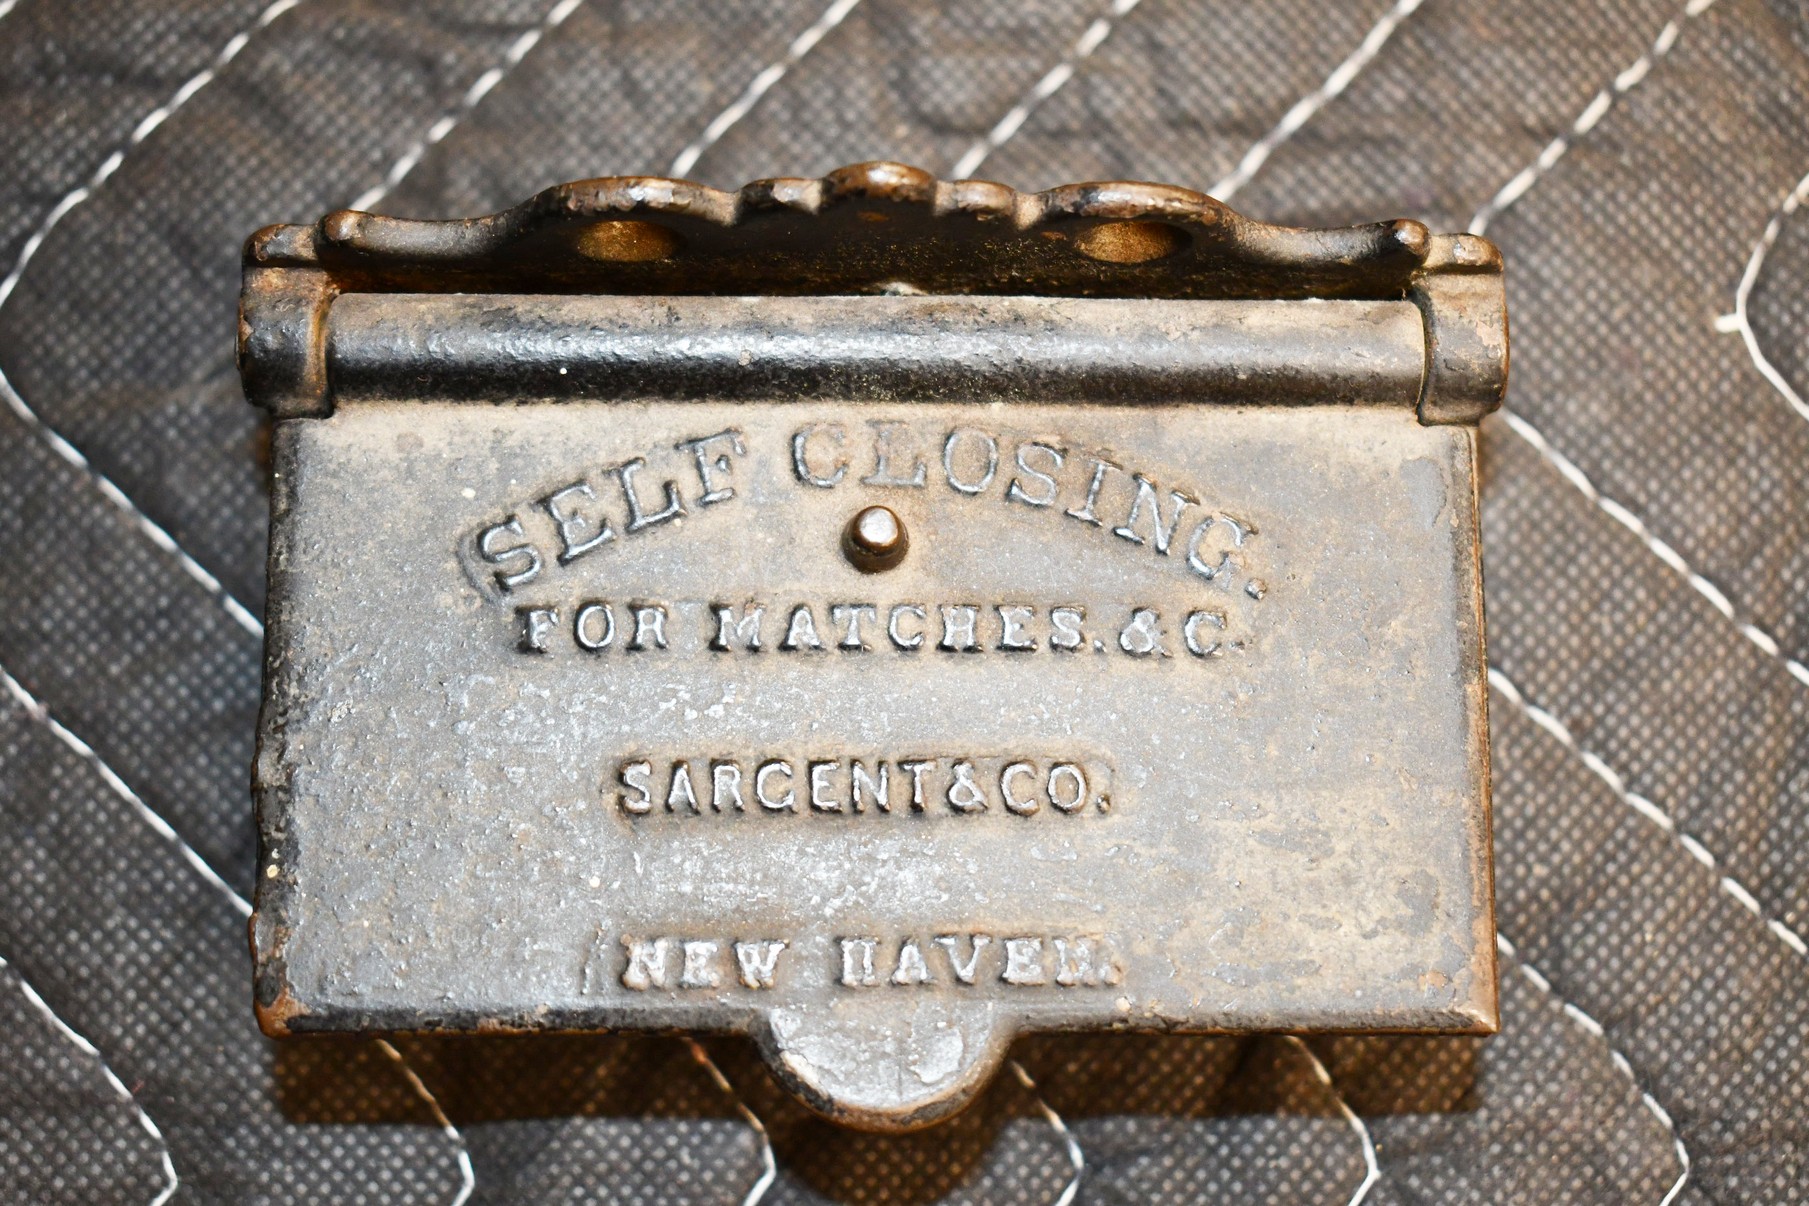 SELF CLOSING.
FOR MATCHES.&C.
SARGENT&CO.
NEW HAVEN.